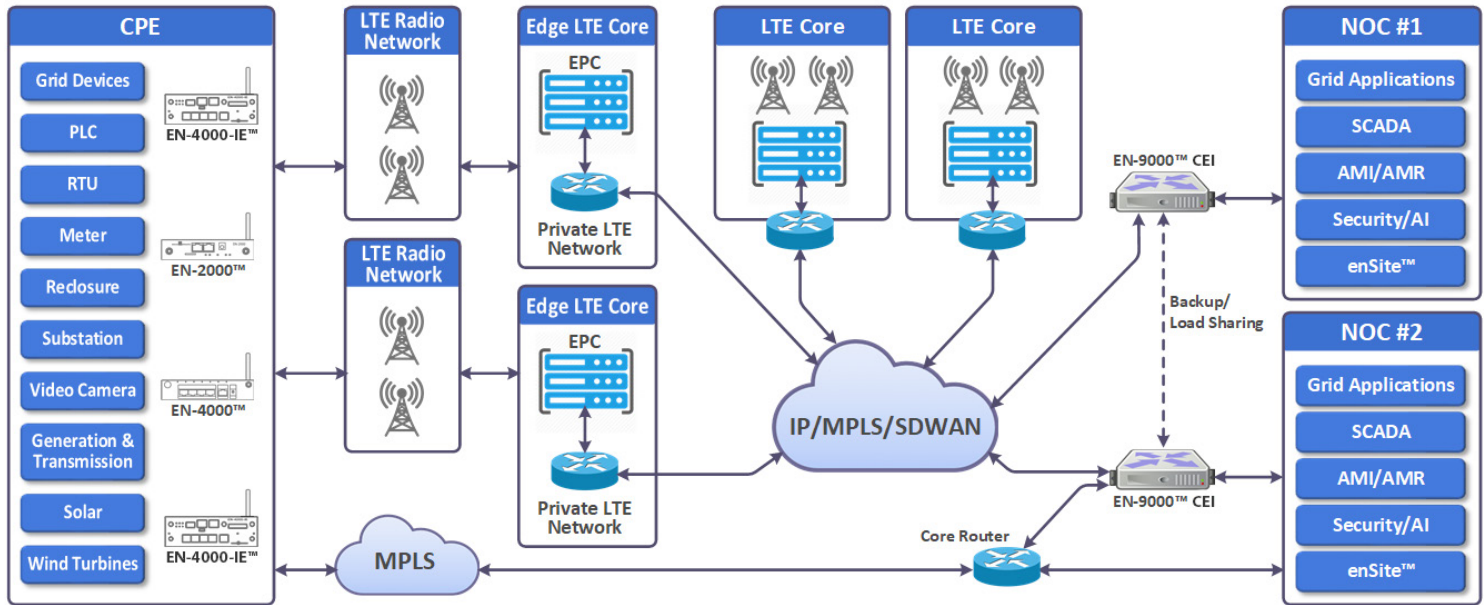 CPE
Grid Devices
PLC
RTU
Meter
Reclosure
Substation
Video Camera
Generation &
Transmission
Solar
Wind Turbines
EN-4000-IE™
EN-2000™
EN-4000™
EN-4000-IE™
LTE Radio
Network
LTE Radio
Network
Edge LTE Core
EPC
Private LTE
Network
Edge LTE Core
EPC
Private LTE
Network
MPLS
LTE Core
LTE Core
IP/MPLS/SDWAN
Core Router
EN-9000™ CEI
Backup/
Load Sharing
EN-9000™ CEI
NOC #1
Grid Applications
SCADA
AMI/AMR
Security/AI
enSite™
NOC #2
Grid Applications
SCADA
AMI/AMR
Security/AI
enSite™